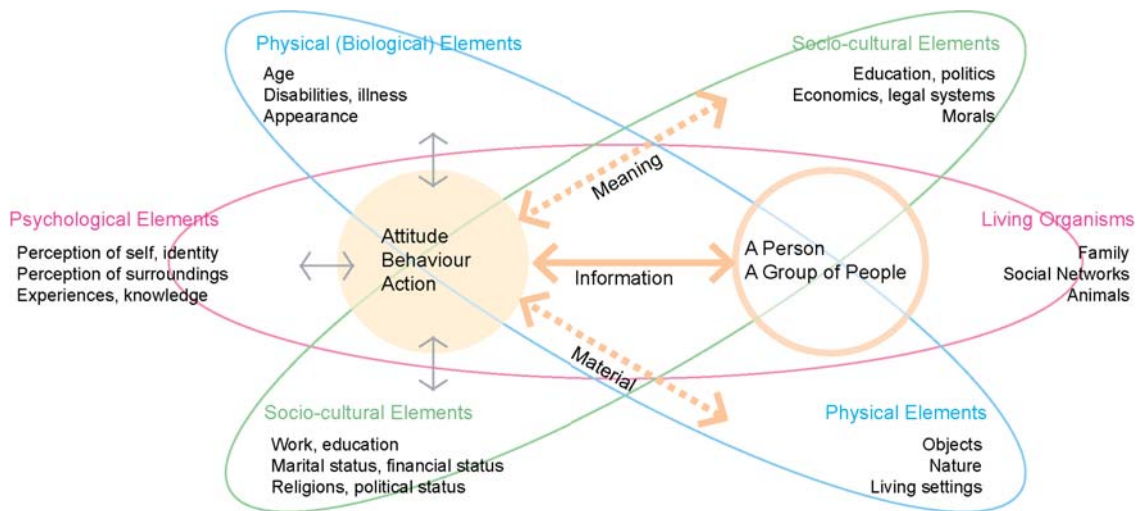 Physical (Biological) Elements
Age
Disabilities, illness
Appearance
Socio-cultural Elements
Education, politics
Economics, legal systems
Morals
Meaning
Psychological Elements
Perception of self, identity
Perception of surroundings
Experiences, knowledge
Attitude
Behaviour
Action
Information
A Person
A Group of People
Living Organisms
Family
Social Networks
Animals
Material
Socio-cultural Elements
Work, education
Marital status, financial status
Religions, political status
Physical Elements
Objects
Nature
Living settings